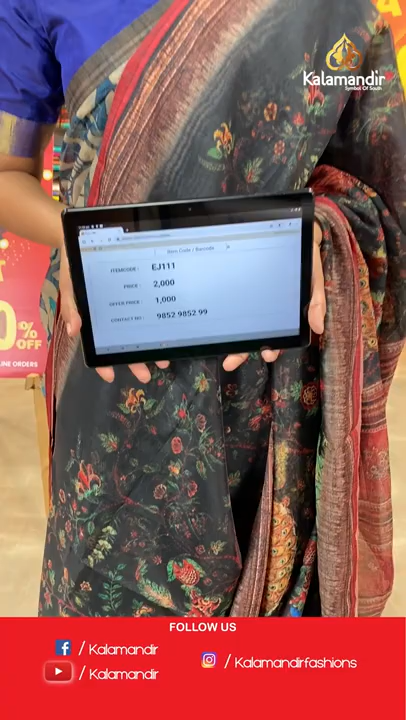 Kalamandir
Symbol Of South
Item Code / Barcode
ITEMCODE : EJ111
PRICE : 2,000
OFFER PRICE : 1,000
CONTACT NO : 9852 9852 99
0%
OFF
LINE ORDERS
FOLLOW US
/ Kalamandir
/ Kalamandir
/ Kalamandirfashions